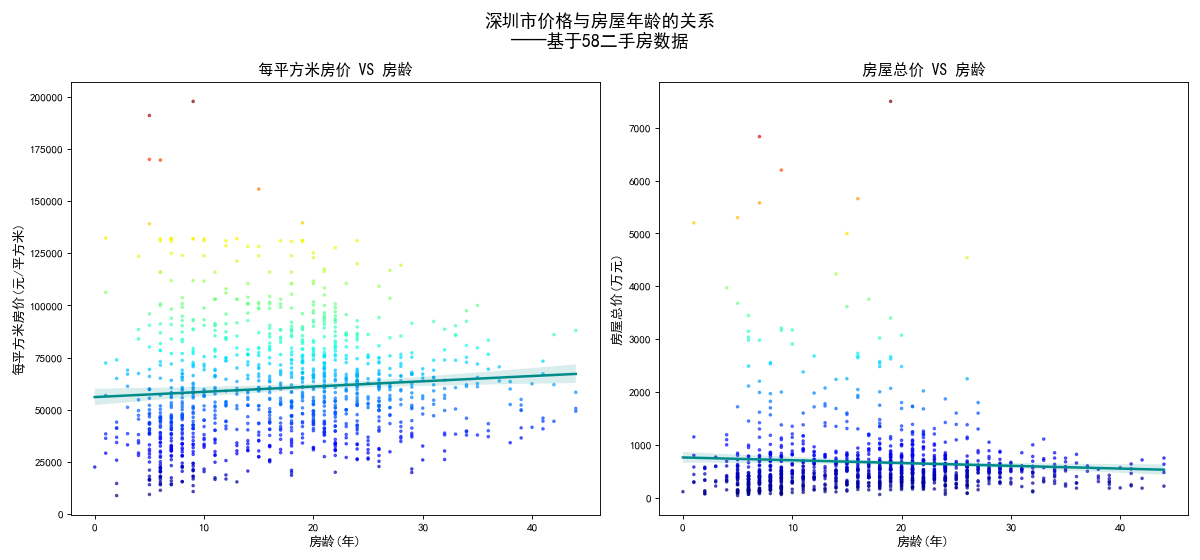 深圳市价格与房屋年龄的关系
——基于58二手房数据
每平方米房价 VS 房龄
每平方米房价(元/平方米)
200000
175000
150000
125000
100000
75000
50000
25000
0
0 10 20 30 40
房龄(年)
房屋总价 VS 房龄
房屋总价(万元)
7000
6000
5000
4000
3000
2000
1000
0
0 10 20 30 40
房龄(年)